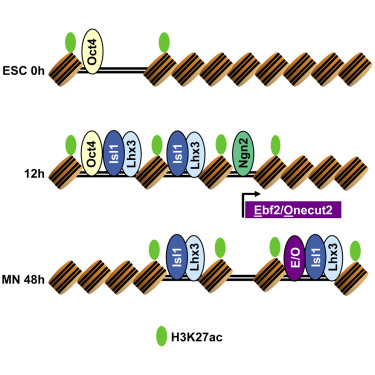 Oct4
ESC 0h
Oct4 Isl1 Lhx3 Isl1 Lhx3 Ngn2
12h
Ebf2/Onecut2
Isl1 Lhx3 E/O Isl1 Lhx3
MN 48h
H3K27ac